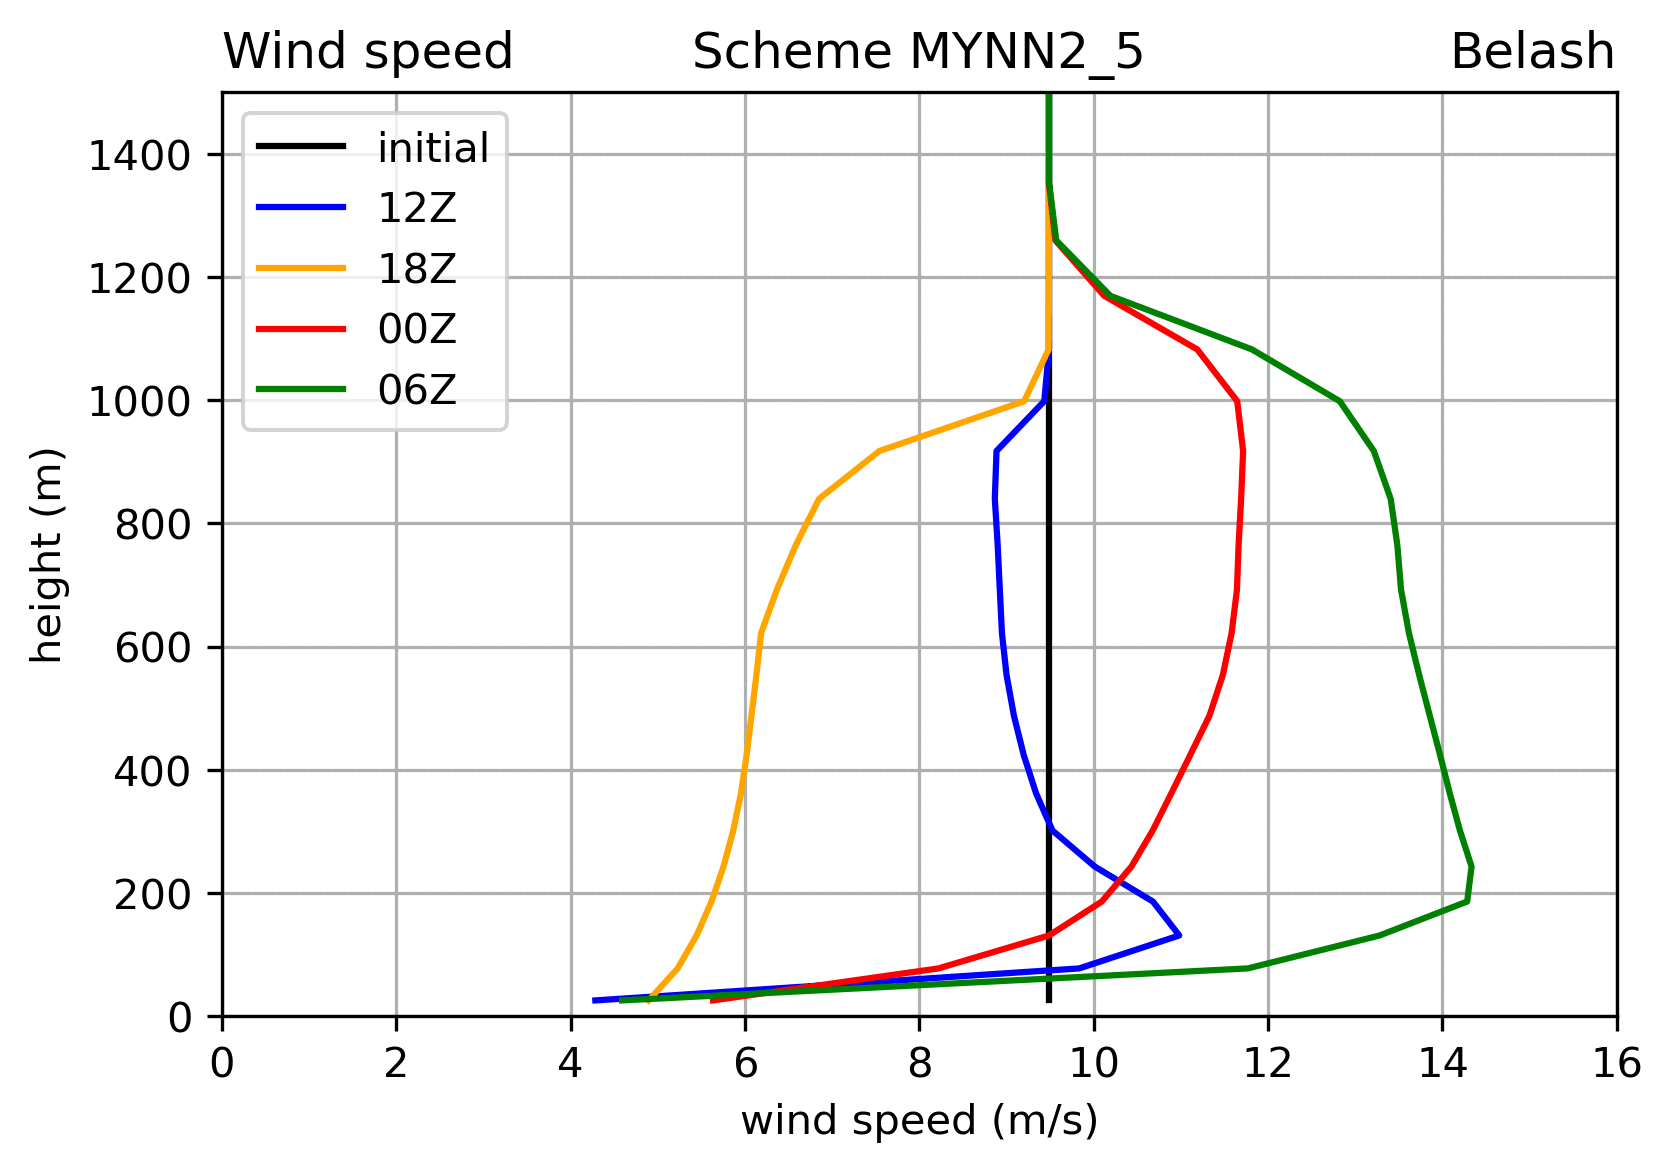 Wind speed Scheme MYNN2_5 Belash
initial
12Z
18Z
00Z
06Z
1400
1200
1000
800
600
400
200
0
height (m)
0 2 4 6 8 10 12 14 16
wind speed (m/s)